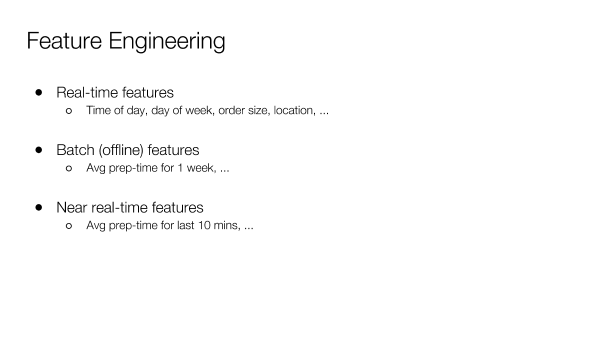 Feature Engineering
● Real-time features
○ Time of day, day of week, order size, location, ...
● Batch (offline) features
○ Avg prep-time for 1 week, ...
● Near real-time features
○ Avg prep-time for last 10 mins, ...